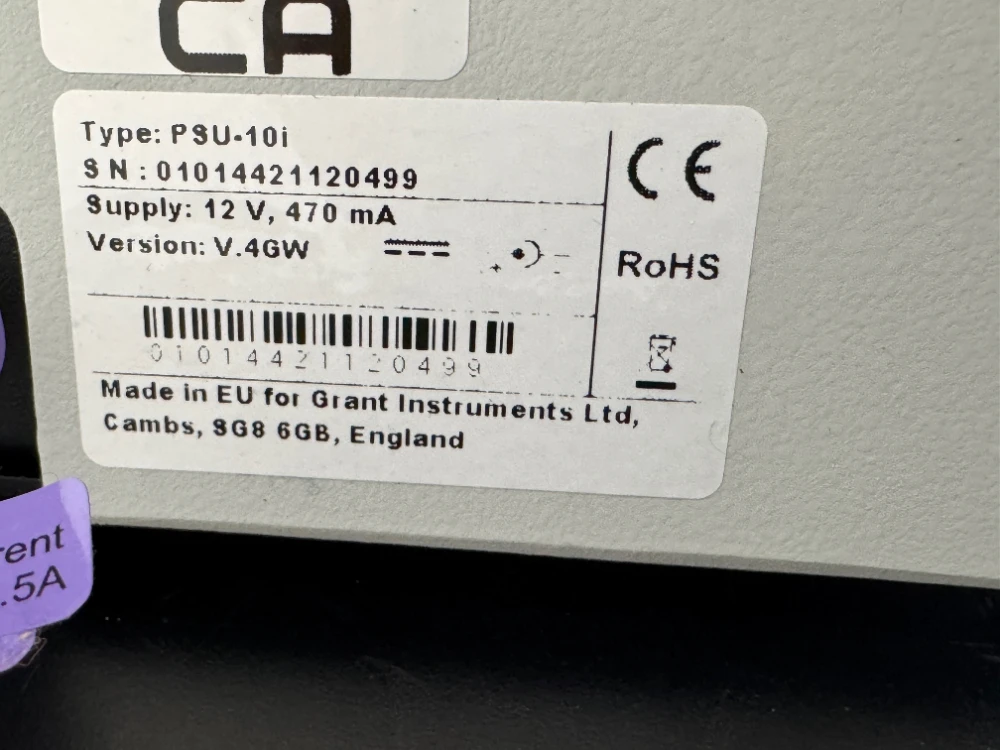 CA
Type: PSU-10i
SN: 01014421120499
Supply: 12 V, 470 mA
Version: V.4GW
CE
RoHS
01014421120499
Made in EU for Grant Instruments Ltd,
Cambs, SG8 6GB, England
rent
.5A